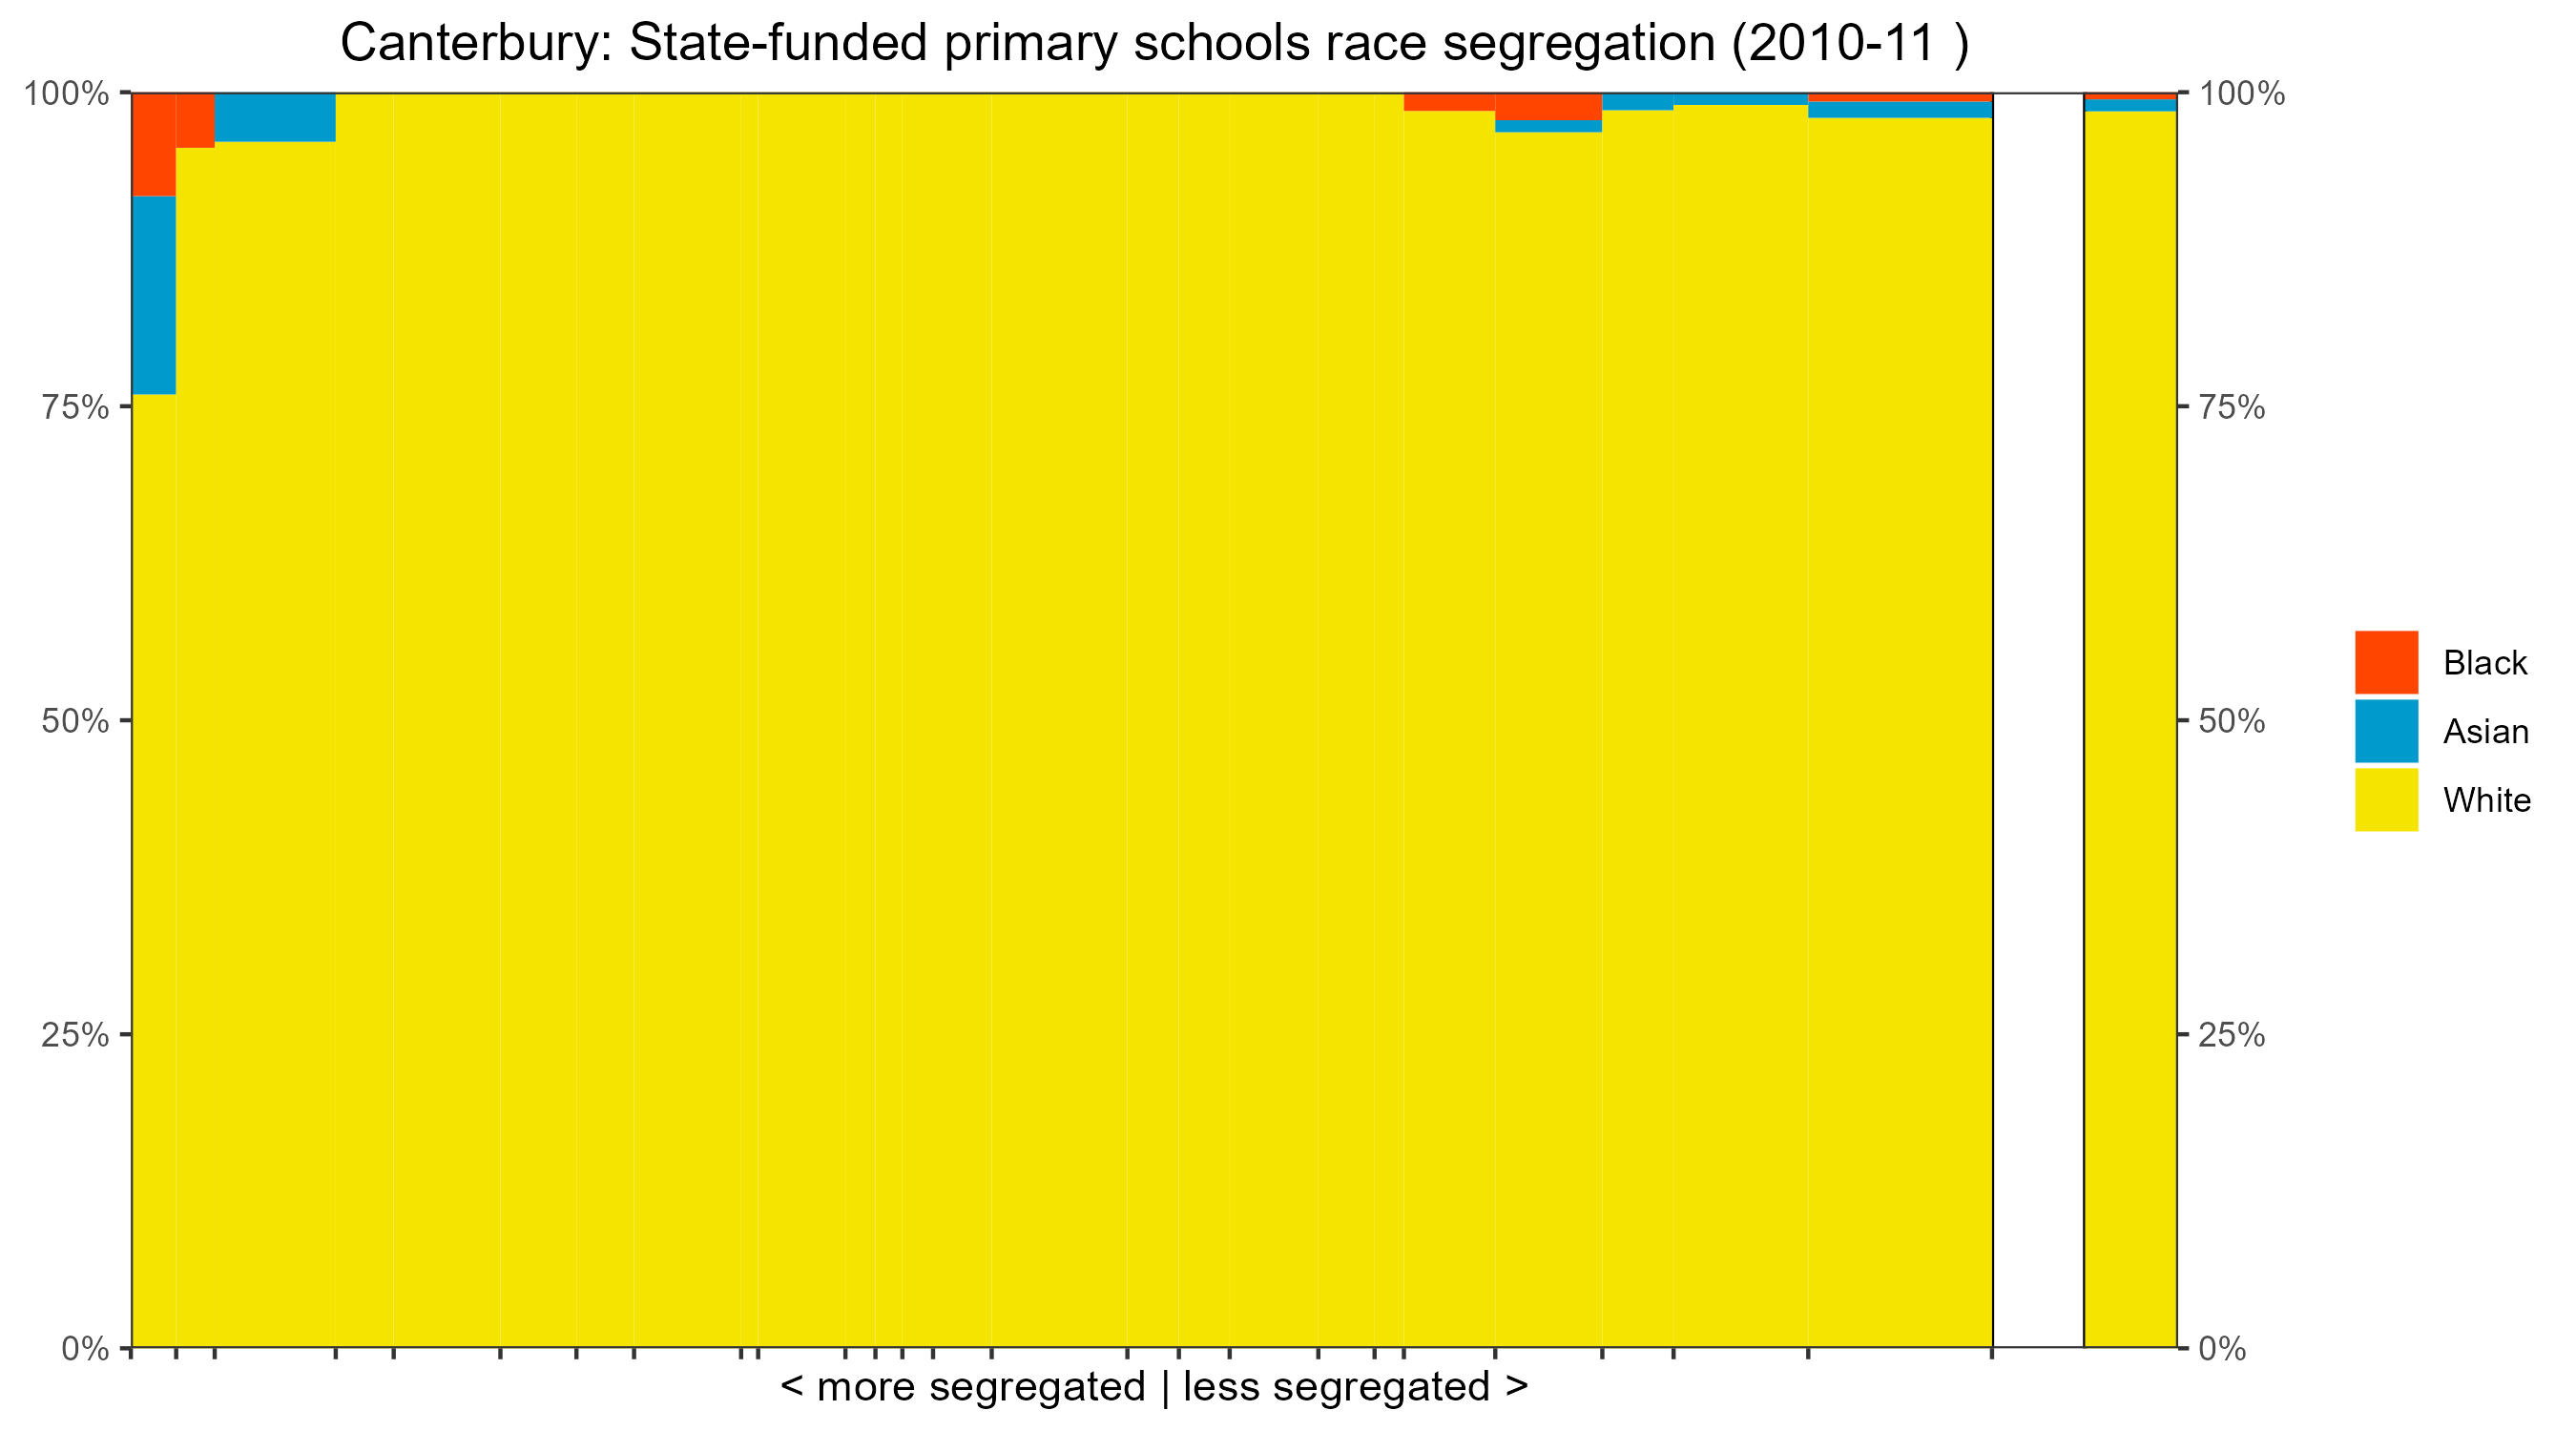 Canterbury: State-funded primary schools race segregation (2010-11 )
100%
75%
50%
25%
0%
100%
75%
50%
25%
0%
Black
Asian
White
< more segregated | less segregated >